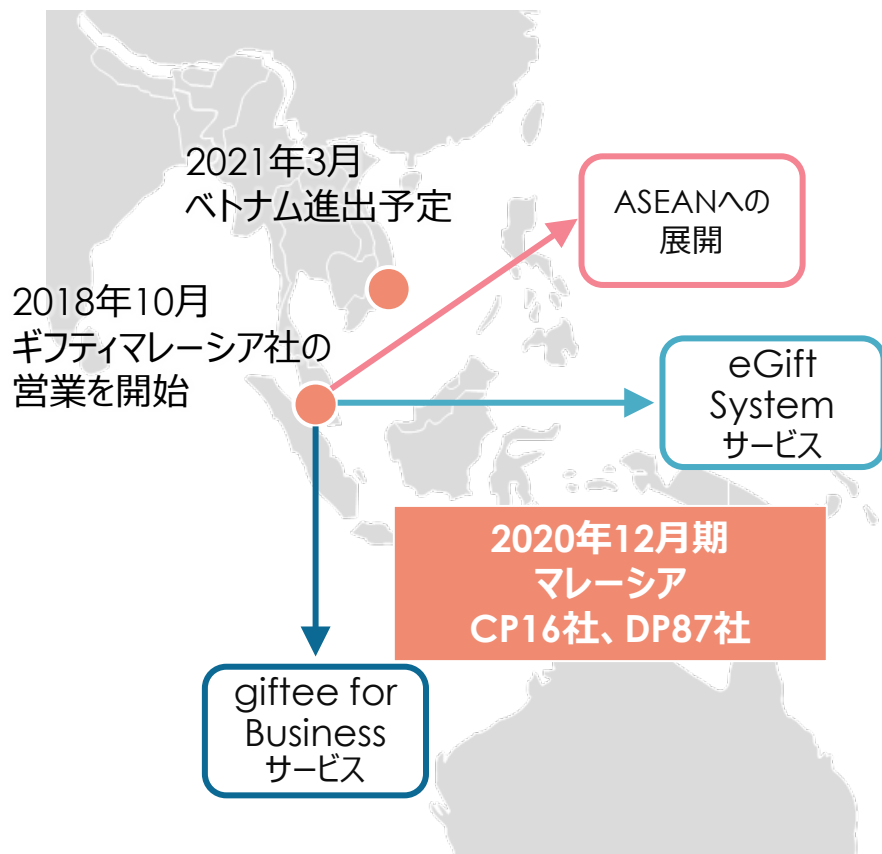 2021年3月
ベトナム進出予定
ASEANへの
展開
2018年10月
ギフティマレーシア社の
営業を開始
eGift
System
サービス
2020年12月期
マレーシア
CP16社、DP87社
giftee for
Business
サービス